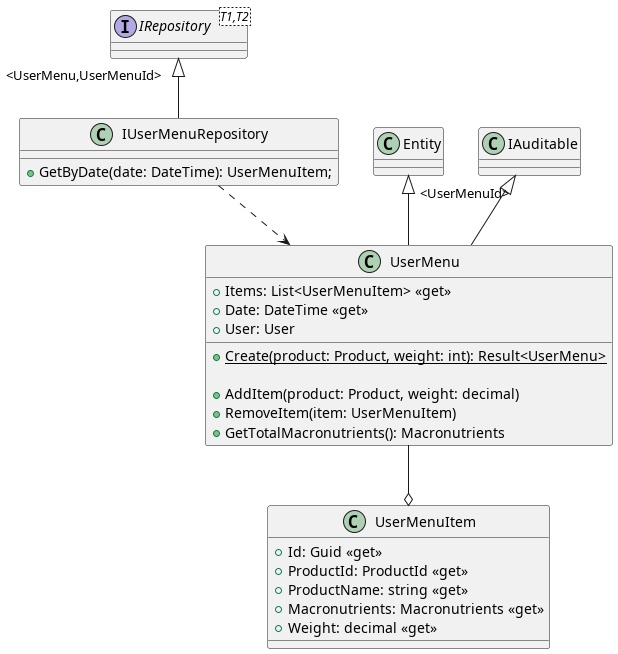 I IRepository T1,T2
<UserMenu,UserMenuId>
C IUserMenuRepository
GetByDate(date: DateTime): UserMenuItem;
C Entity
C IAuditable
<UserMenuId>
C UserMenu
Items: List<UserMenuItem> «get»
Date: DateTime «get»
User: User
Create(product: Product, weight: int): Result<UserMenu>
AddItem(product: Product, weight: decimal)
RemoveItem(item: UserMenuItem)
GetTotalMacronutrients(): Macronutrients
C UserMenuItem
Id: Guid «get»
ProductId: ProductId «get»
ProductName: string «get»
Macronutrients: Macronutrients «get»
Weight: decimal «get»